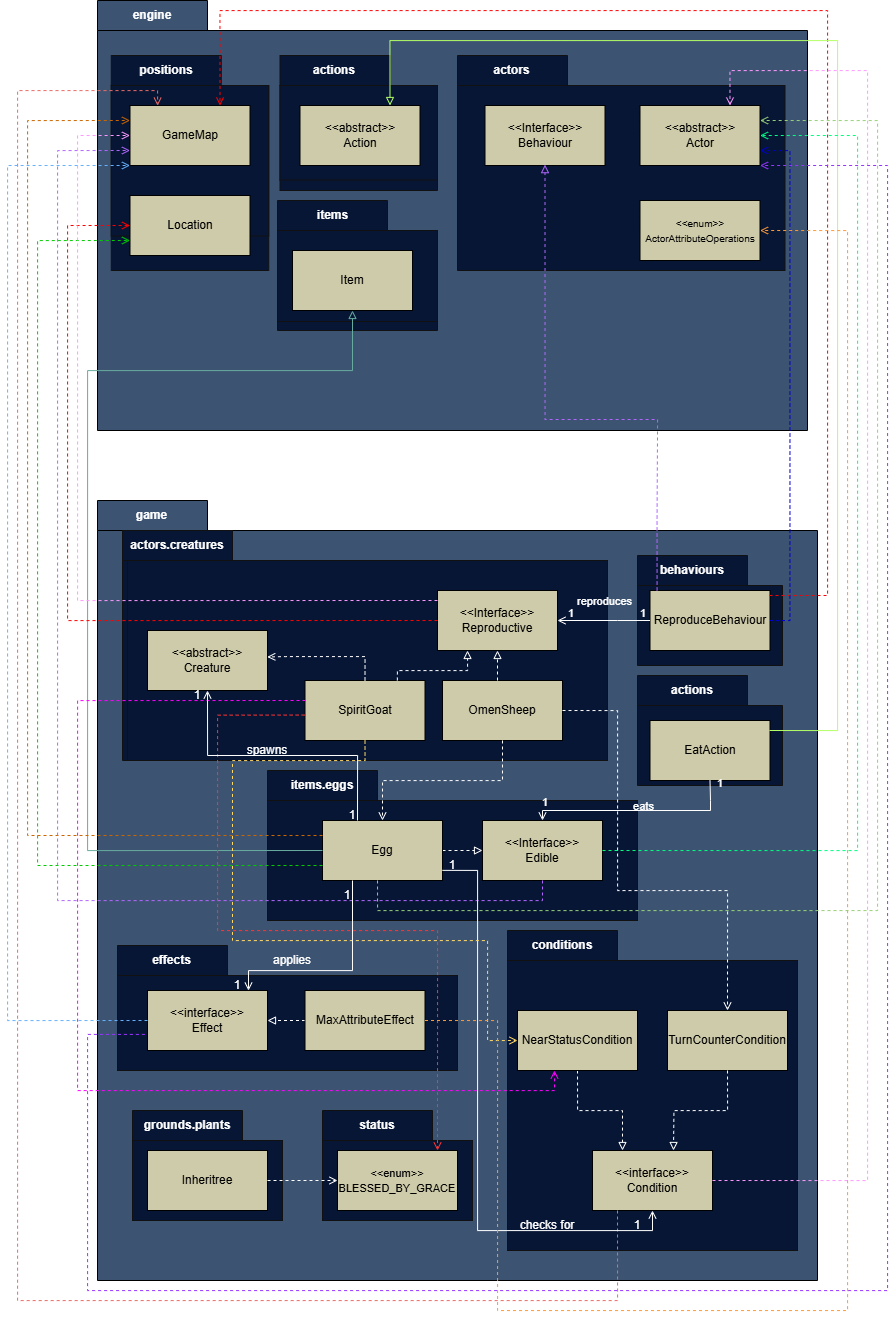 engine
positions
actions
actors
GameMap
<<abstract>>
Action
<<Interface>>
Behaviour
<<abstract>>
Actor
Location
items
<<enum>>
ActorAttributeOperations
Item
game
actors.creatures
behaviours
<<Interface>>
Reproductive
reproduces
1
1
ReproduceBehaviour
<<abstract>>
Creature
1
SpiritGoat
OmenSheep
actions
EatAction
spawns
1
items.eggs
1
eats
1
Egg
<<Interface>>
Edible
1
1
effects
applies
1
conditions
<<interface>>
Effect
MaxAttributeEffect
NearStatusCondition
TurnCounterCondition
grounds.plants
status
Inheritree
<<enum>>
BLESSED_BY_GRACE
<<interface>>
Condition
checks for
1